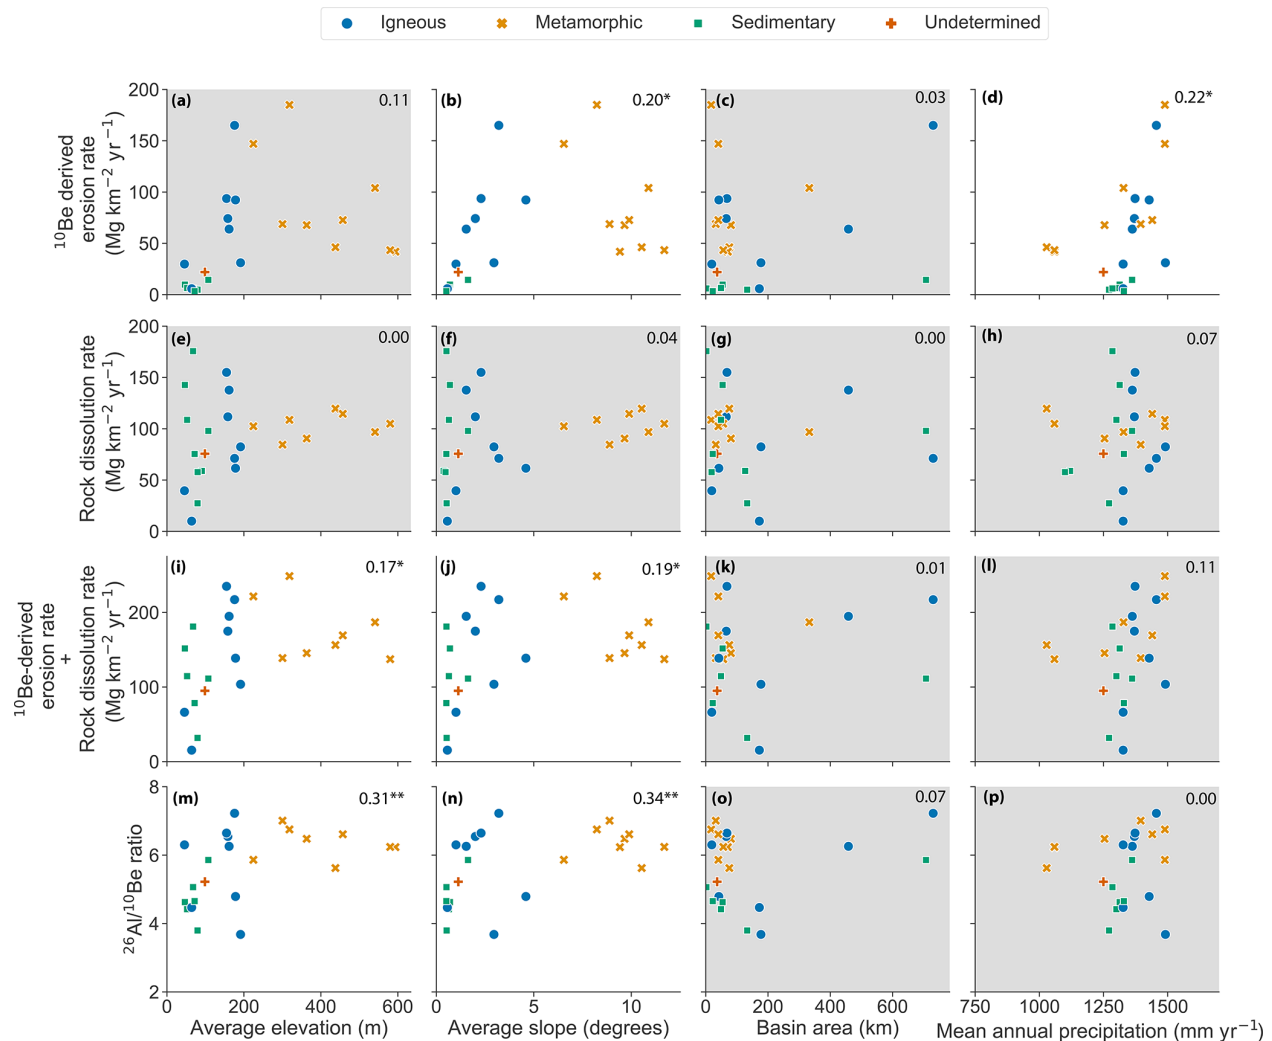 Igneous Metamorphic Sedimentary Undetermined
200 (a) 0.11 (b) 0.20* (c) 0.03 (d) 0.22*
150
100
50
0
¹⁰Be derived
erosion rate
(Mg km⁻² yr⁻¹)
200 (e) 0.00 (f) 0.04 (g) 0.00 (h) 0.07
150
100
50
0
Rock dissolution rate
(Mg km⁻² yr⁻¹)
(i) 0.17* (j) 0.19* (k) 0.01 (l) 0.11
200
100
0
¹⁰Be-derived
erosion rate
+
Rock dissolution rate
(Mg km⁻² yr⁻¹)
8 (m) 0.31** (n) 0.34** (o) 0.07 (p) 0.00
6
4
2
²⁶Al/¹⁰Be ratio
0 200 400 600 0 5 10 0 200 400 600 750 1000 1250 1500
Average elevation (m) Average slope (degrees) Basin area (km) Mean annual precipitation (mm yr⁻¹)